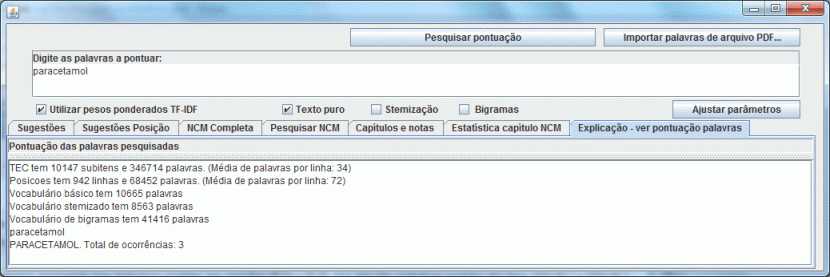 Pesquisar pontuação
Importar palavras de arquivo PDF...
Digite as palavras a pontuar:
paracetamol
Utilizar pesos ponderados TF-IDF
Texto puro
Stemização
Bigramas
Ajustar parâmetros
Sugestões
Sugestões Posição
NCM Completa
Pesquisar NCM
Capítulos e notas
Estatística capítulo NCM
Explicação - ver pontuação palavras
Pontuação das palavras pesquisadas
TEC tem 10147 subitens e 346714 palavras. (Média de palavras por linha: 34)
Posicoes tem 942 linhas e 68452 palavras. (Média de palavras por linha: 72)
Vocabulário básico tem 10665 palavras
Vocabulário stemizado tem 8563 palavras
Vocabulário de bigramas tem 41416 palavras
paracetamol
PARACETAMOL. Total de ocorrências: 3